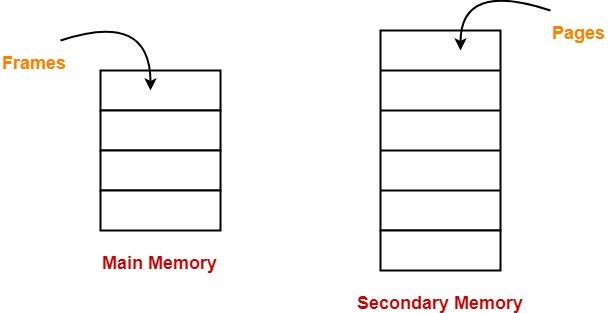 Frames
Pages
Main Memory
Secondary Memory